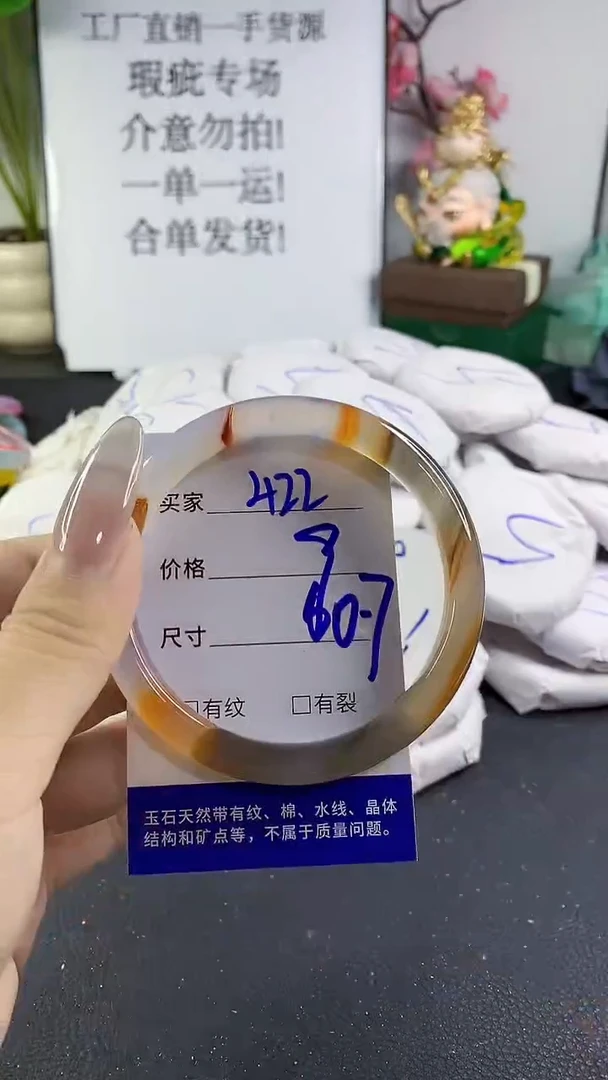 工厂直销一手货源
瑕疵专场
介意勿拍!
一单一运!
合单发货!
买家 422
价格
尺寸 60.7
有纹 有裂
玉石天然带有纹、棉、水线、晶体
结构和矿点等，不属于质量问题。